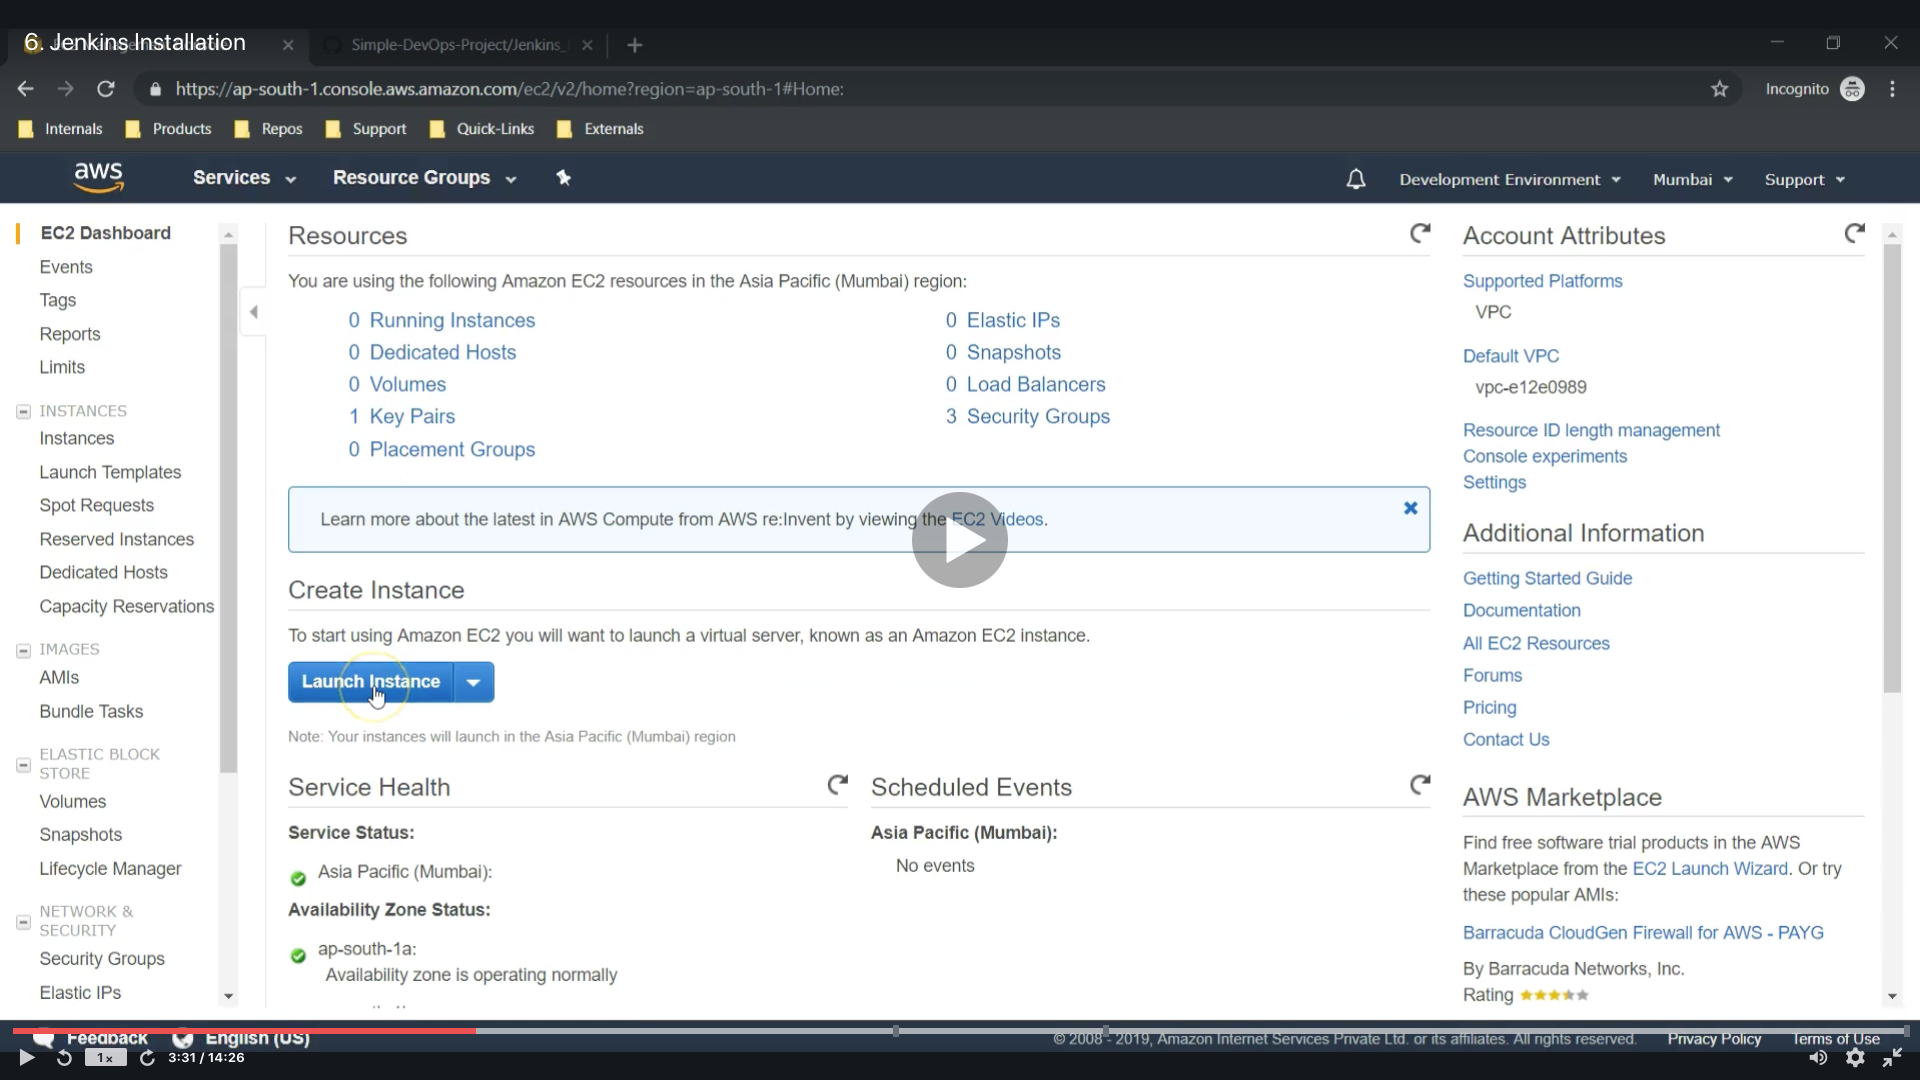 6. Jenkins Installation
Simple-DevOps-Project/Jenkins_
https://ap-south-1.console.aws.amazon.com/ec2/v2/home?region=ap-south-1#Home:
Incognito
Internals
Products
Repos
Support
Quick-Links
Externals
aws
Services
Resource Groups
Development Environment
Mumbai
Support
EC2 Dashboard
Events
Tags
Reports
Limits
INSTANCES
Instances
Launch Templates
Spot Requests
Reserved Instances
Dedicated Hosts
Capacity Reservations
IMAGES
AMIs
Bundle Tasks
ELASTIC BLOCK
STORE
Volumes
Snapshots
Lifecycle Manager
NETWORK &
SECURITY
Security Groups
Elastic IPs
Resources
You are using the following Amazon EC2 resources in the Asia Pacific (Mumbai) region:
0 Running Instances
0 Dedicated Hosts
0 Volumes
1 Key Pairs
0 Placement Groups
0 Elastic IPs
0 Snapshots
0 Load Balancers
3 Security Groups
Learn more about the latest in AWS Compute from AWS re:Invent by viewing the EC2 Videos.
Create Instance
To start using Amazon EC2 you will want to launch a virtual server, known as an Amazon EC2 instance.
Launch Instance
Note: Your instances will launch in the Asia Pacific (Mumbai) region
Service Health
Service Status:
Asia Pacific (Mumbai):
Availability Zone Status:
ap-south-1a:
Availability zone is operating normally
Scheduled Events
Asia Pacific (Mumbai):
No events
Account Attributes
Supported Platforms
VPC
Default VPC
vpc-e12e0989
Resource ID length management
Console experiments
Settings
Additional Information
Getting Started Guide
Documentation
All EC2 Resources
Forums
Pricing
Contact Us
AWS Marketplace
Find free software trial products in the AWS
Marketplace from the EC2 Launch Wizard. Or try
these popular AMIs:
Barracuda CloudGen Firewall for AWS - PAYG
By Barracuda Networks, Inc.
Rating
Feedback
English (US)
© 2008 - 2019, Amazon Internet Services Private Ltd. or its affiliates. All rights reserved.
Privacy Policy
Terms of Use
1x
3:31 / 14:26